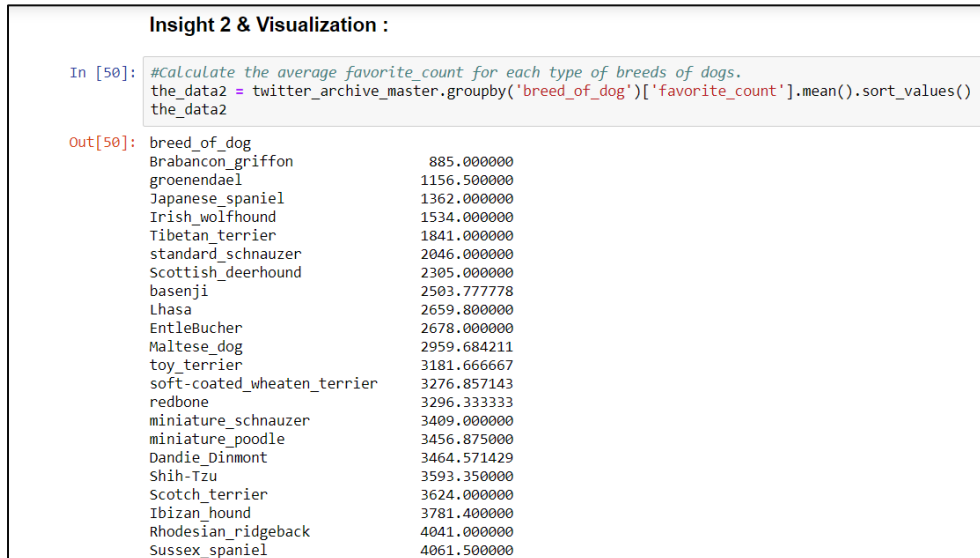 Insight 2 & Visualization :
In [50]: #Calculate the average favorite_count for each type of breeds of dogs.
the_data2 = twitter_archive_master.groupby('breed_of_dog')['favorite_count'].mean().sort_values()
the_data2
Out[50]: breed_of_dog
Brabancon_griffon 885.000000
groenendael 1156.500000
Japanese_spaniel 1362.000000
Irish_wolfhound 1534.000000
Tibetan_terrier 1841.000000
standard_schnauzer 2046.000000
Scottish_deerhound 2305.000000
basenji 2503.777778
Lhasa 2659.800000
EntleBucher 2678.000000
Maltese_dog 2959.684211
toy_terrier 3181.666667
soft-coated_wheaten_terrier 3276.857143
redbone 3296.333333
miniature_schnauzer 3409.000000
miniature_poodle 3456.875000
Dandie_Dinmont 3464.571429
Shih-Tzu 3593.350000
Scotch_terrier 3624.000000
Ibizan_hound 3781.400000
Rhodesian_ridgeback 4041.000000
Sussex_spaniel 4061.500000